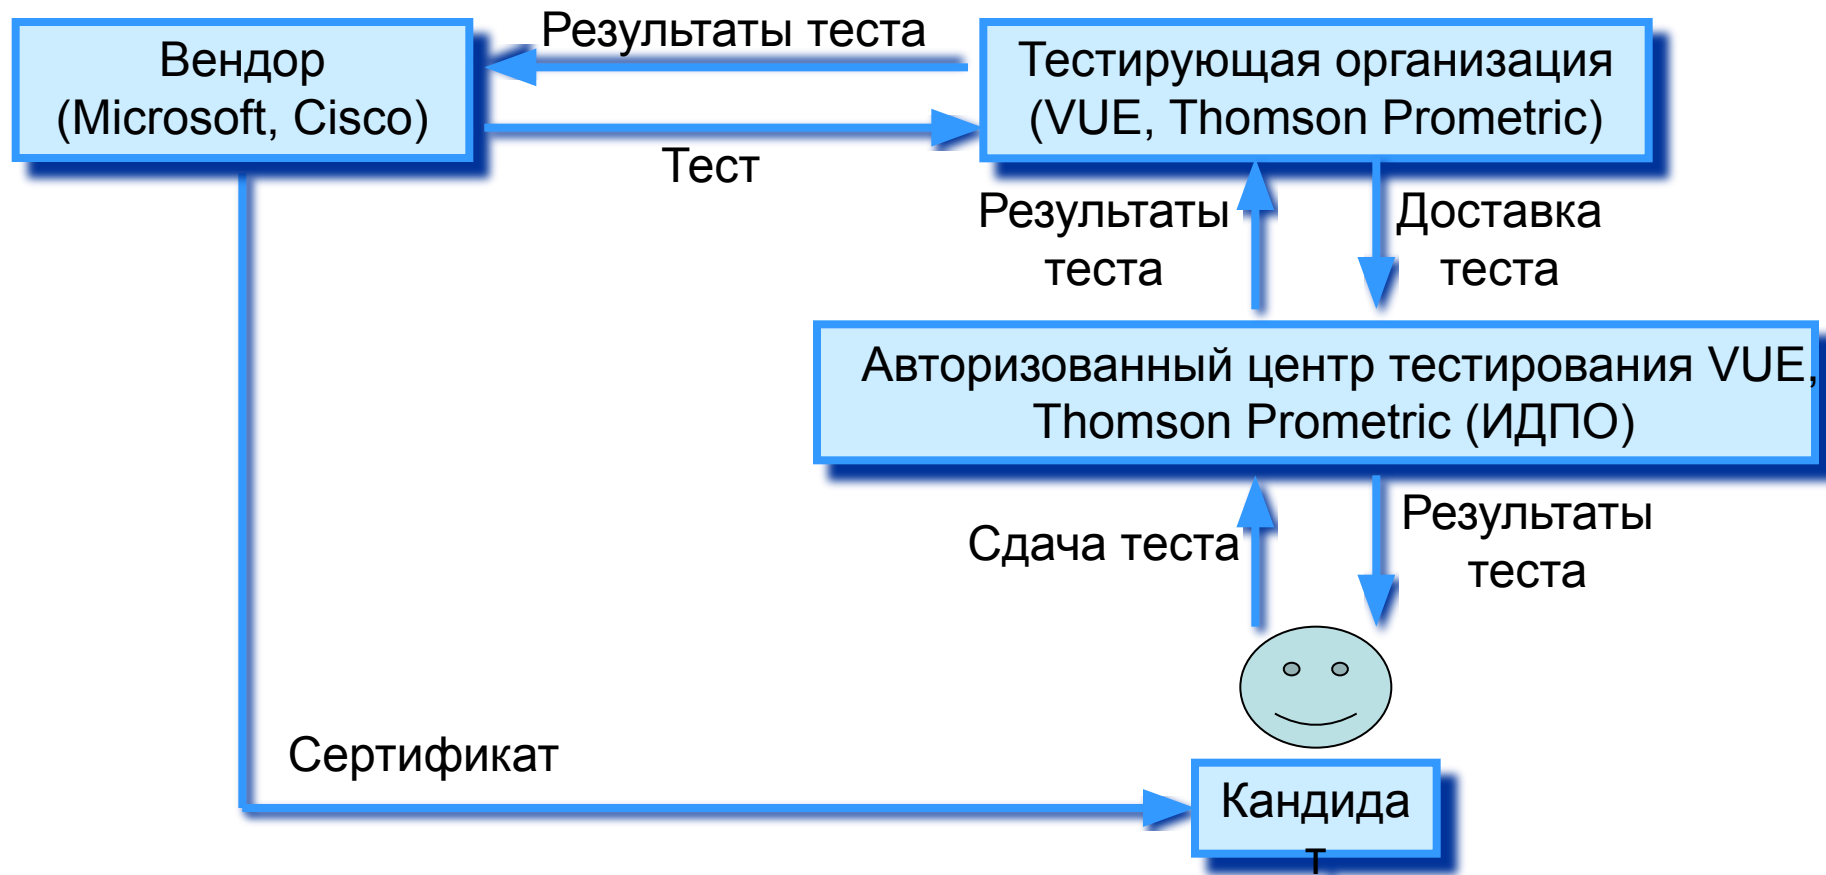 Результаты теста
Вендор
(Microsoft, Cisco)
Тестирующая организация
(VUE, Thomson Prometric)
Тест
Результаты
теста
Доставка
теста
Авторизованный центр тестирования VUE,
Thomson Prometric (ИДПО)
Сдача теста
Результаты
теста
Сертификат
Кандида
т